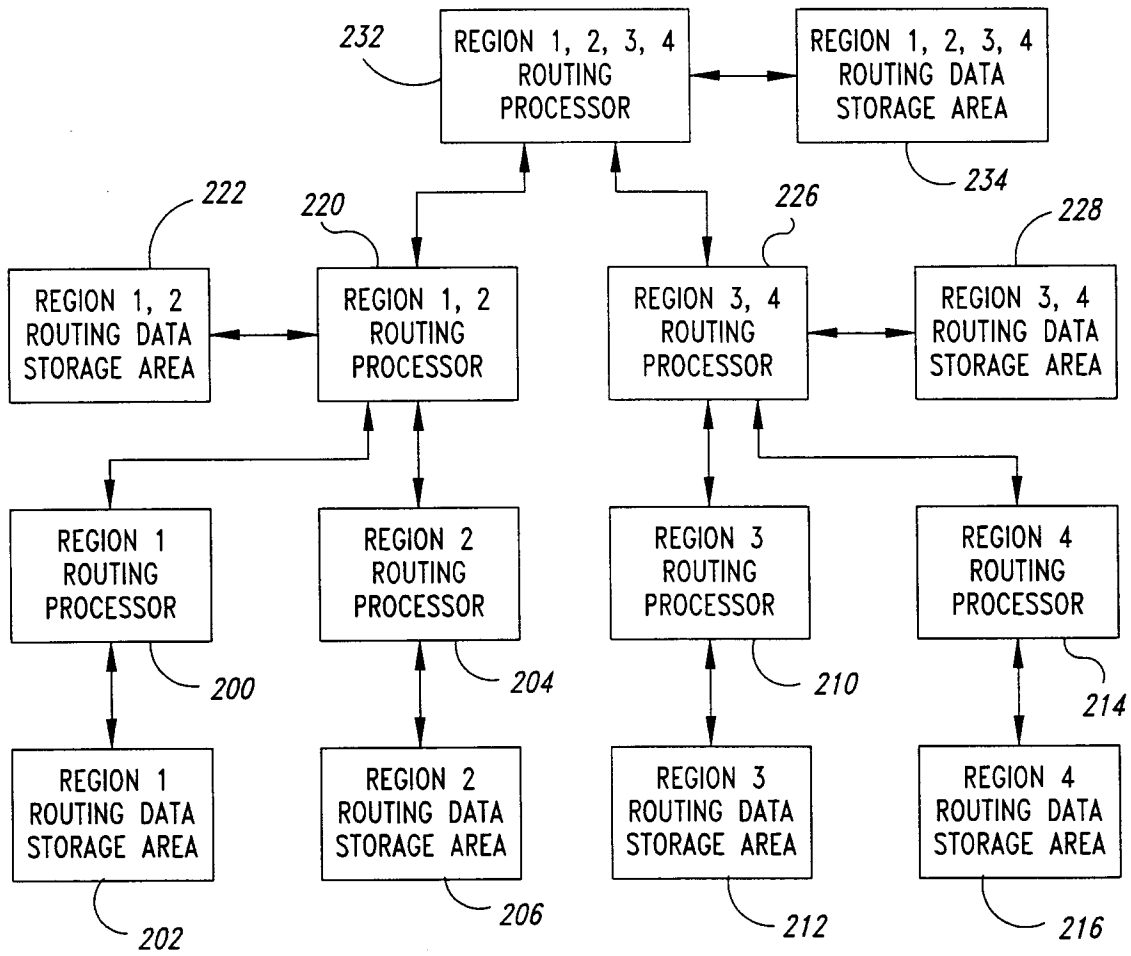 232
REGION 1, 2, 3, 4
ROUTING
PROCESSOR
REGION 1, 2, 3, 4
ROUTING DATA
STORAGE AREA
234
222
220
226
228
REGION 1, 2
ROUTING DATA
STORAGE AREA
REGION 1, 2
ROUTING
PROCESSOR
REGION 3, 4
ROUTING
PROCESSOR
REGION 3, 4
ROUTING DATA
STORAGE AREA
REGION 1
ROUTING
PROCESSOR
200
REGION 2
ROUTING
PROCESSOR
204
REGION 3
ROUTING
PROCESSOR
210
REGION 4
ROUTING
PROCESSOR
214
REGION 1
ROUTING DATA
STORAGE AREA
202
REGION 2
ROUTING DATA
STORAGE AREA
206
REGION 3
ROUTING DATA
STORAGE AREA
212
REGION 4
ROUTING DATA
STORAGE AREA
216